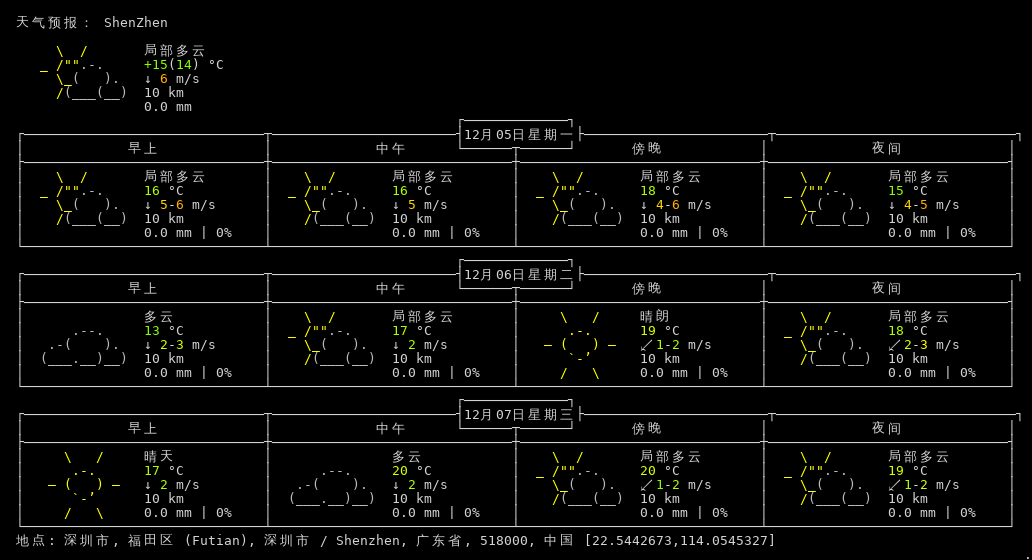 天气预报： ShenZhen
局部多云
+15(14) °C
↓ 6 m/s
10 km
0.0 mm
12月05日星期一
早上 中午 傍晚 夜间
局部多云 局部多云 局部多云 局部多云
16 °C 16 °C 18 °C 15 °C
↓ 5-6 m/s ↓ 5 m/s ↓ 4-6 m/s ↓ 4-5 m/s
10 km 10 km 10 km 10 km
0.0 mm | 0% 0.0 mm | 0% 0.0 mm | 0% 0.0 mm | 0%
12月06日星期二
早上 中午 傍晚 夜间
多云 局部多云 晴朗 局部多云
13 °C 17 °C 19 °C 18 °C
↓ 2-3 m/s ↓ 2 m/s ↙ 1-2 m/s ↙ 2-3 m/s
10 km 10 km 10 km 10 km
0.0 mm | 0% 0.0 mm | 0% 0.0 mm | 0% 0.0 mm | 0%
12月07日星期三
早上 中午 傍晚 夜间
晴天 多云 局部多云 局部多云
17 °C 20 °C 20 °C 19 °C
↓ 2 m/s ↓ 2 m/s ↙ 1-2 m/s ↙ 1-2 m/s
10 km 10 km 10 km 10 km
0.0 mm | 0% 0.0 mm | 0% 0.0 mm | 0% 0.0 mm | 0%
地点: 深圳市, 福田区 (Futian), 深圳市 / Shenzhen, 广东省, 518000, 中国 [22.5442673,114.0545327]